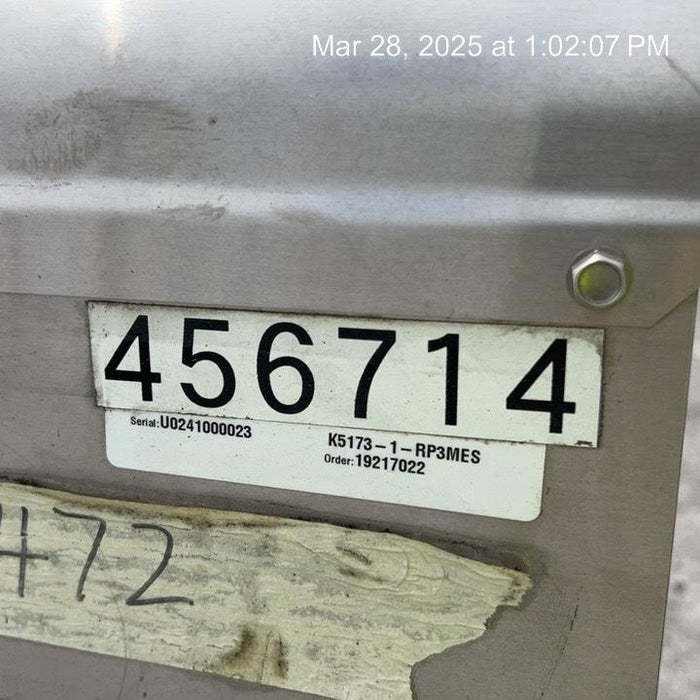 Mar 28, 2025 at 1:02:07 PM
456714
Serial:U0241000023
K5173-1-RP3MES
Order:19217022
472